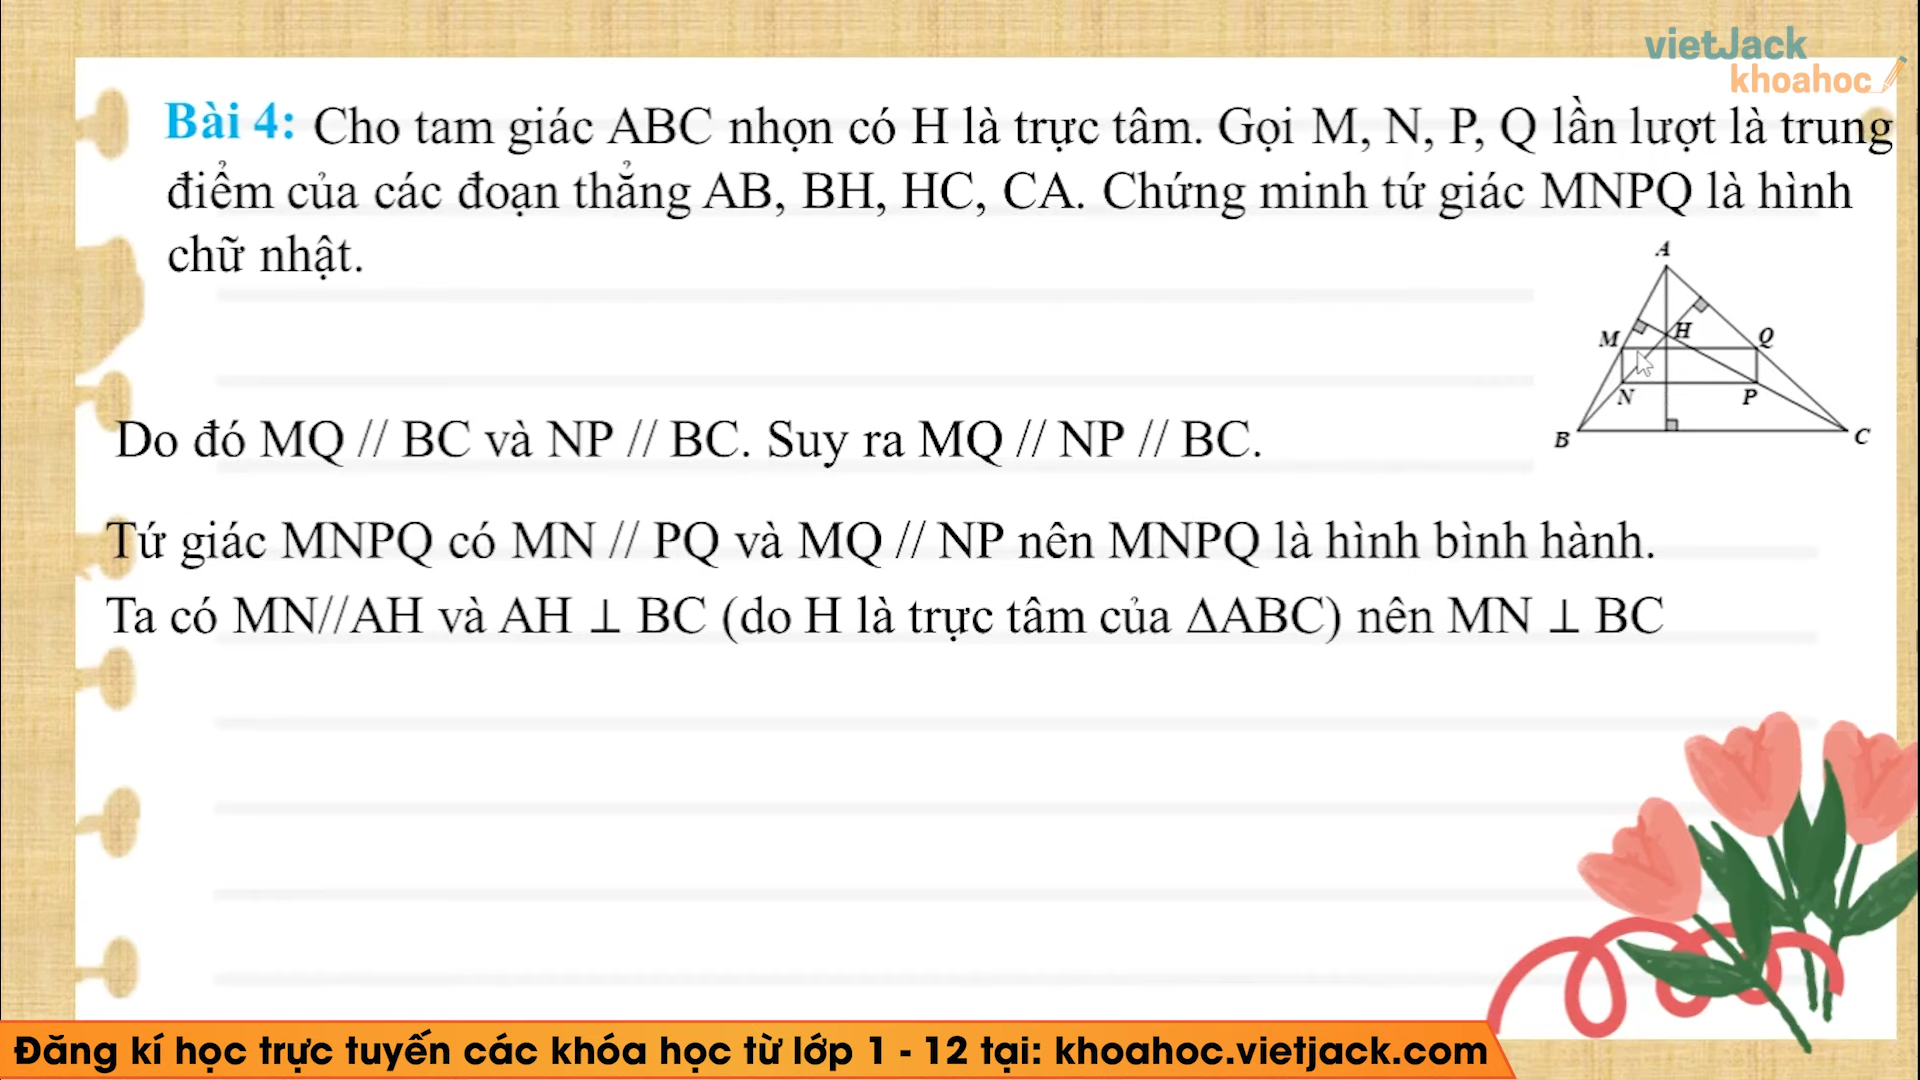 vietJack
khoahoc
Bài 4: Cho tam giác ABC nhọn có H là trực tâm. Gọi M, N, P, Q lần lượt là trung
điểm của các đoạn thẳng AB, BH, HC, CA. Chứng minh tứ giác MNPQ là hình
chữ nhật.
A
M
H
Q
N
P
B
C
Do đó MQ // BC và NP // BC. Suy ra MQ // NP // BC.
Tứ giác MNPQ có MN // PQ và MQ // NP nên MNPQ là hình bình hành.
Ta có MN//AH và AH ⊥ BC (do H là trực tâm của ΔABC) nên MN ⊥ BC
Đăng kí học trực tuyến các khóa học từ lớp 1 - 12 tại: khoahoc.vietjack.com